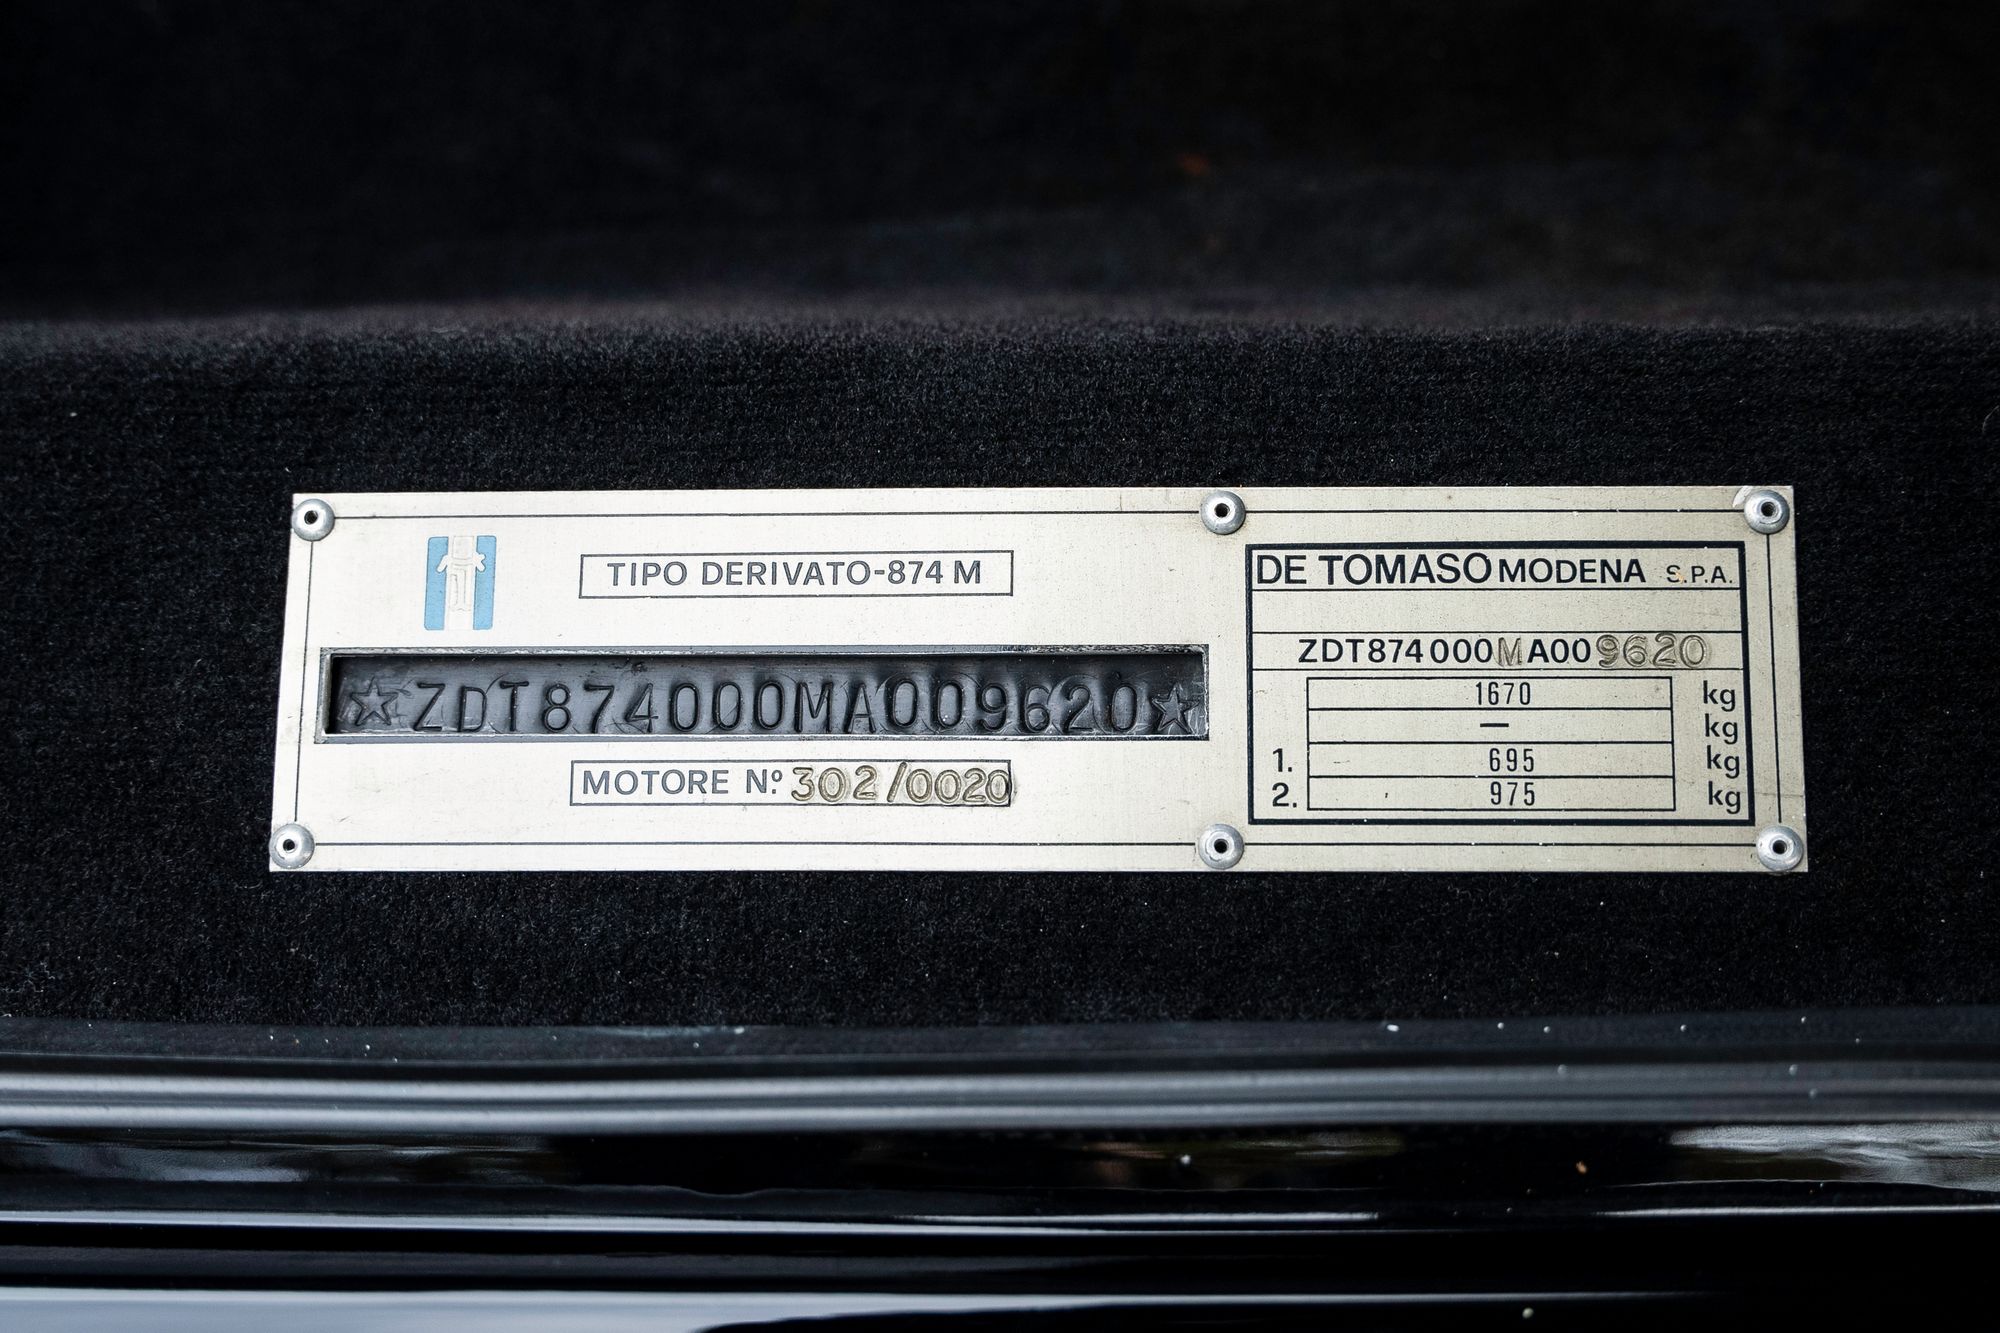 TIPO DERIVATO-874 M
☆ZDT874000MA009620☆
MOTORE Nº. 302/0020
DE TOMASO MODENA S.P.A.
ZDT874000MA009620
1670 kg
— kg
1. 695 kg
2. 975 kg